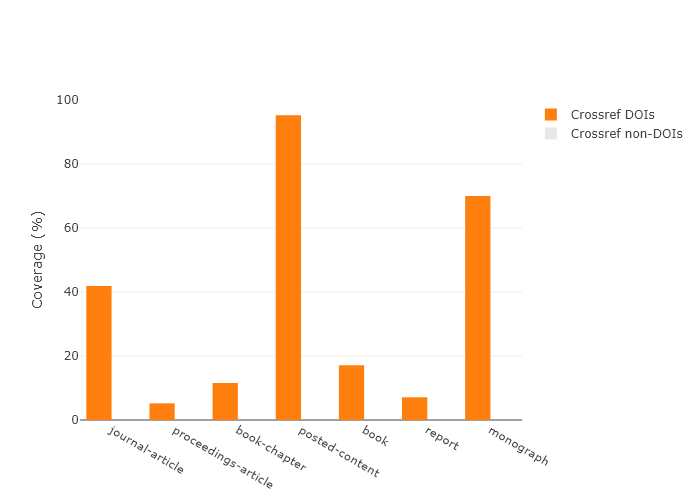 100
80
60
40
20
0
Coverage (%)
journal-article
proceedings-article
book-chapter
posted-content
book
report
monograph
Crossref DOIs
Crossref non-DOIs